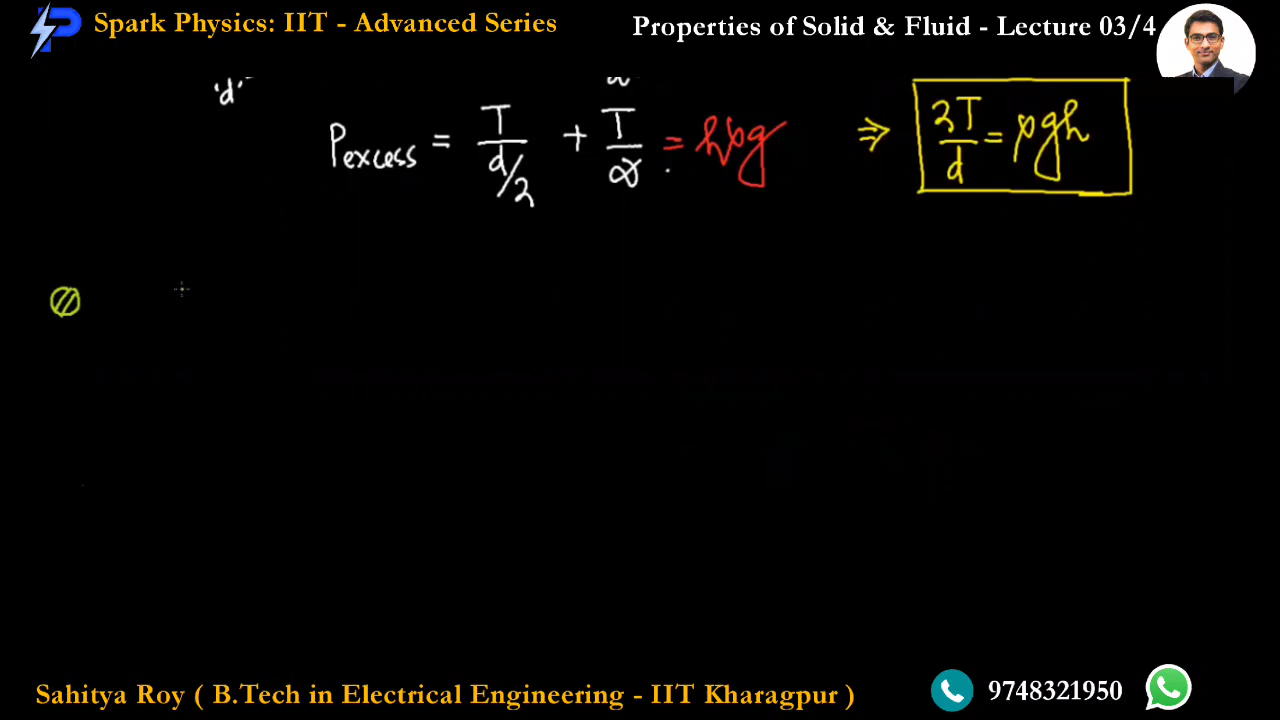 Spark Physics: IIT - Advanced Series
Properties of Solid & Fluid - Lecture 03/4
'd'
Pexcess = T/(d/2) + T/∞ = hρg ⇒ 2T/d = ρgh
Sahitya Roy ( B.Tech in Electrical Engineering - IIT Kharagpur )
9748321950